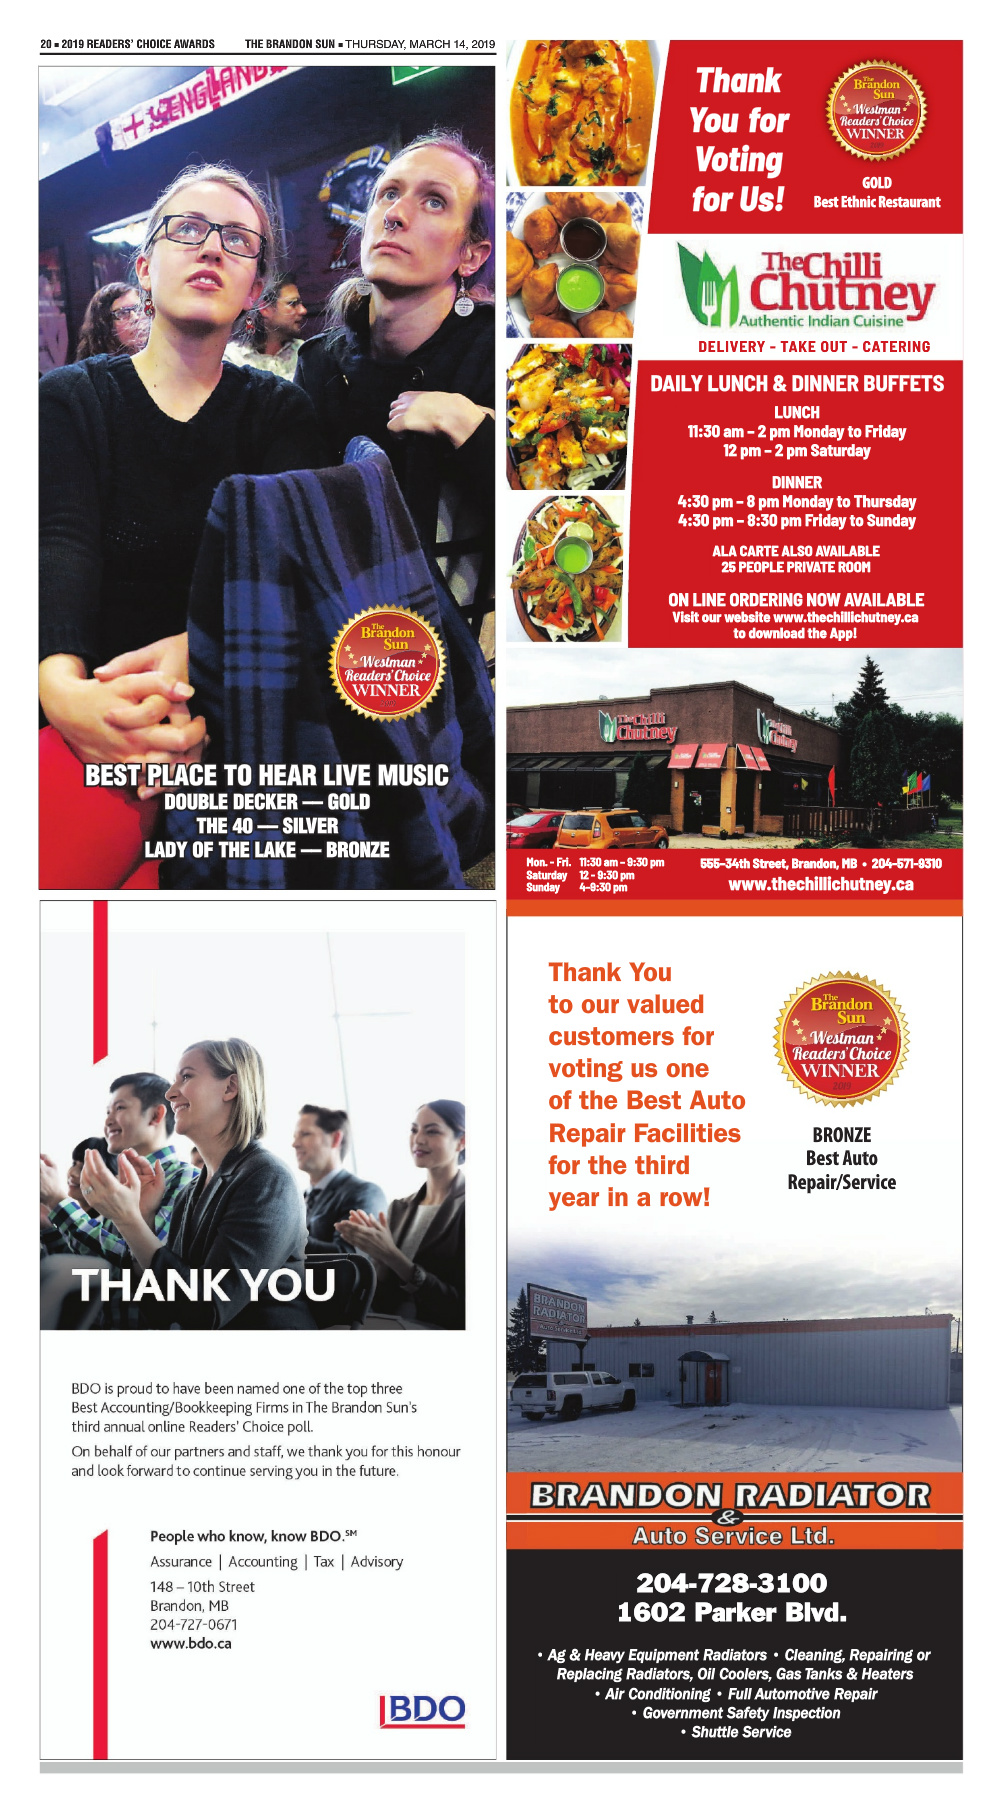 20 ■ 2019 READERS' CHOICE AWARDS THE BRANDON SUN ■ THURSDAY, MARCH 14, 2019
ENGLAND
The
Brandon
Sun
Westman
Readers' Choice
WINNER
2019
BEST PLACE TO HEAR LIVE MUSIC
DOUBLE DECKER — GOLD
THE 40 — SILVER
LADY OF THE LAKE — BRONZE
THANK YOU
BDO is proud to have been named one of the top three
Best Accounting/Bookkeeping Firms in The Brandon Sun's
third annual online Readers' Choice poll.
On behalf of our partners and staff, we thank you for this honour
and look forward to continue serving you in the future.
People who know, know BDO.SM
Assurance | Accounting | Tax | Advisory
148 – 10th Street
Brandon, MB
204-727-0671
www.bdo.ca
BDO
Thank
You for
Voting
for Us!
The
Brandon
Sun
Westman
Readers' Choice
WINNER
2019
GOLD
Best Ethnic Restaurant
The Chilli
Chutney
Authentic Indian Cuisine
DELIVERY - TAKE OUT - CATERING
DAILY LUNCH & DINNER BUFFETS
LUNCH
11:30 am – 2 pm Monday to Friday
12 pm – 2 pm Saturday
DINNER
4:30 pm – 8 pm Monday to Thursday
4:30 pm – 8:30 pm Friday to Sunday
ALA CARTE ALSO AVAILABLE
25 PEOPLE PRIVATE ROOM
ON LINE ORDERING NOW AVAILABLE
Visit our website www.thechillichutney.ca
to download the App!
The Chilli
Chutney
The Chilli
Chutney
Mon. - Fri. 11:30 am – 9:30 pm
Saturday 12 - 9:30 pm
Sunday 4-9:30 pm
555–34th Street, Brandon, MB • 204-571-9310
www.thechillichutney.ca
Thank You
to our valued
customers for
voting us one
of the Best Auto
Repair Facilities
for the third
year in a row!
The
Brandon
Sun
Westman
Readers' Choice
WINNER
2019
BRONZE
Best Auto
Repair/Service
BRANDON
RADIATOR
BRANDON RADIATOR
&
Auto Service Ltd.
204-728-3100
1602 Parker Blvd.
• Ag & Heavy Equipment Radiators • Cleaning, Repairing or
Replacing Radiators, Oil Coolers, Gas Tanks & Heaters
• Air Conditioning • Full Automotive Repair
• Government Safety Inspection
• Shuttle Service